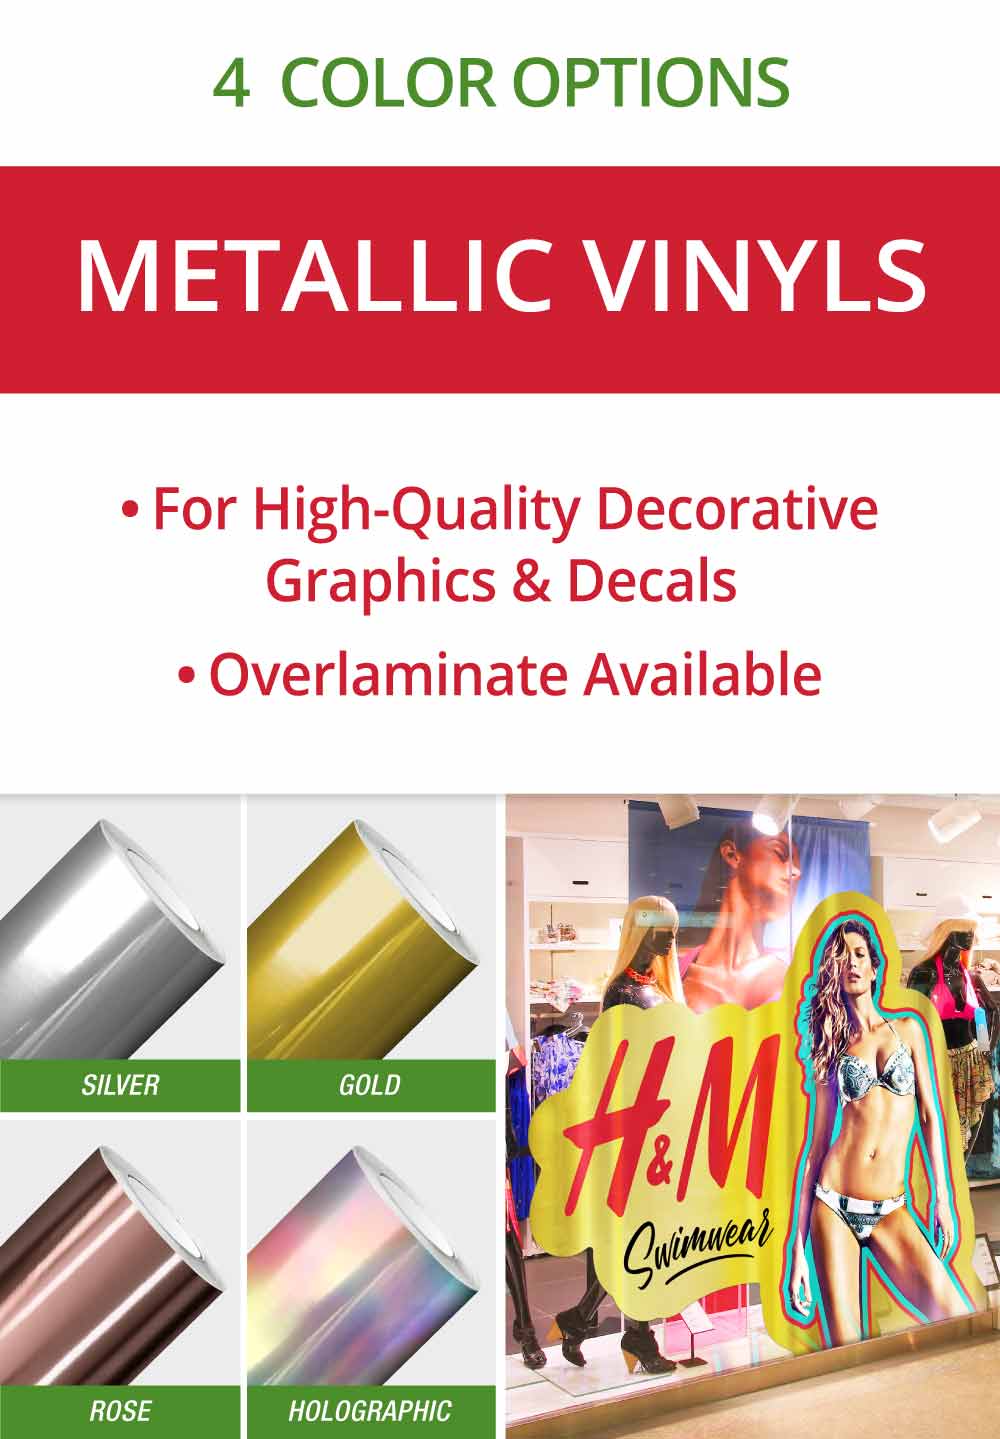 4 COLOR OPTIONS
METALLIC VINYLS
• For High-Quality Decorative
Graphics & Decals
• Overlaminate Available
SILVER
GOLD
ROSE
HOLOGRAPHIC
H&M
Swimwear